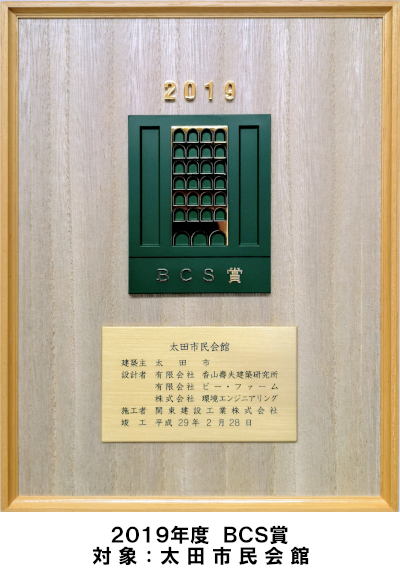 2019
BCS賞
太田市民会館
建築主 太田市
設計者 有限会社 香山壽夫建築研究所
有限会社 ビー・ファーム
株式会社 環境エンジニアリング
施工者 関東建設工業株式会社
竣工 平成29年2月28日
2019年度 BCS賞
対象：太田市民会館